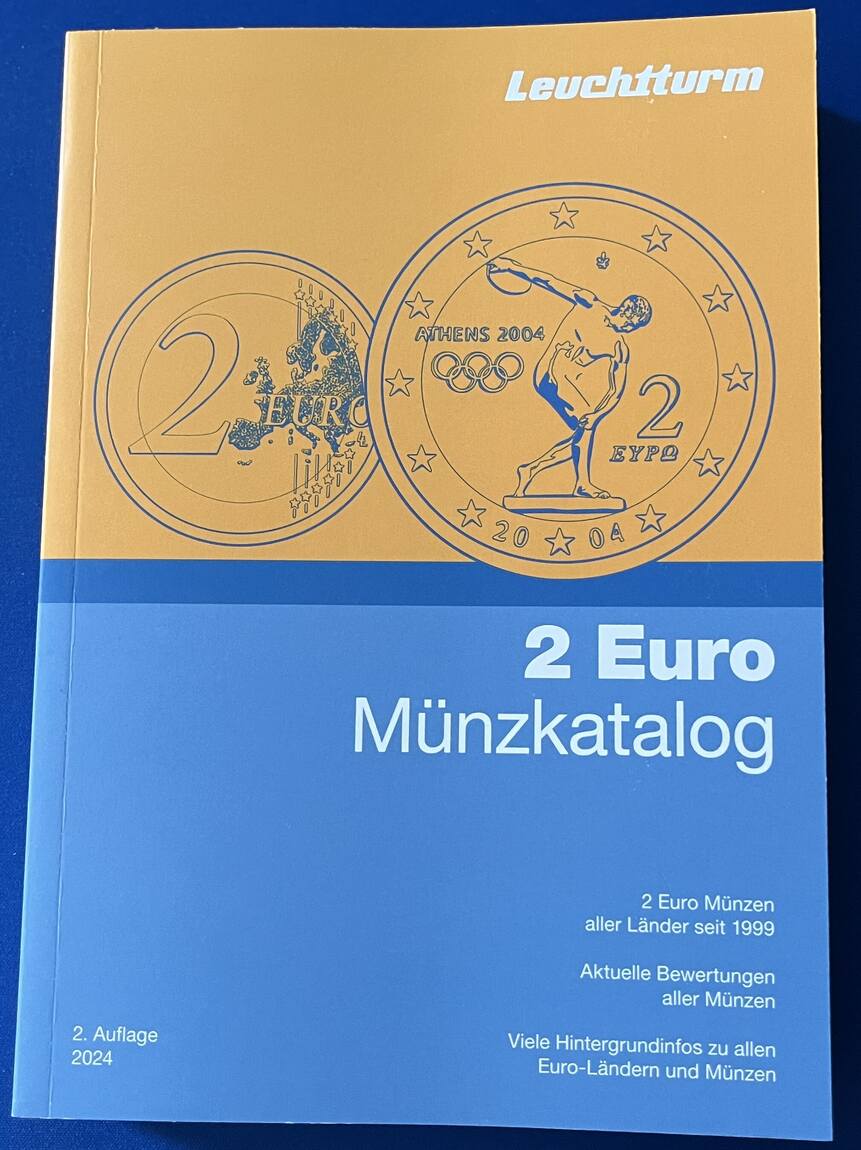 Leuchtturm
2 EURO
ATHENS 2004
2
ΕΥΡΩ
20 04
2 Euro
Münzkatalog
2 Euro Münzen
aller Länder seit 1999
Aktuelle Bewertungen
aller Münzen
Viele Hintergrundinfos zu allen
Euro-Ländern und Münzen
2. Auflage
2024